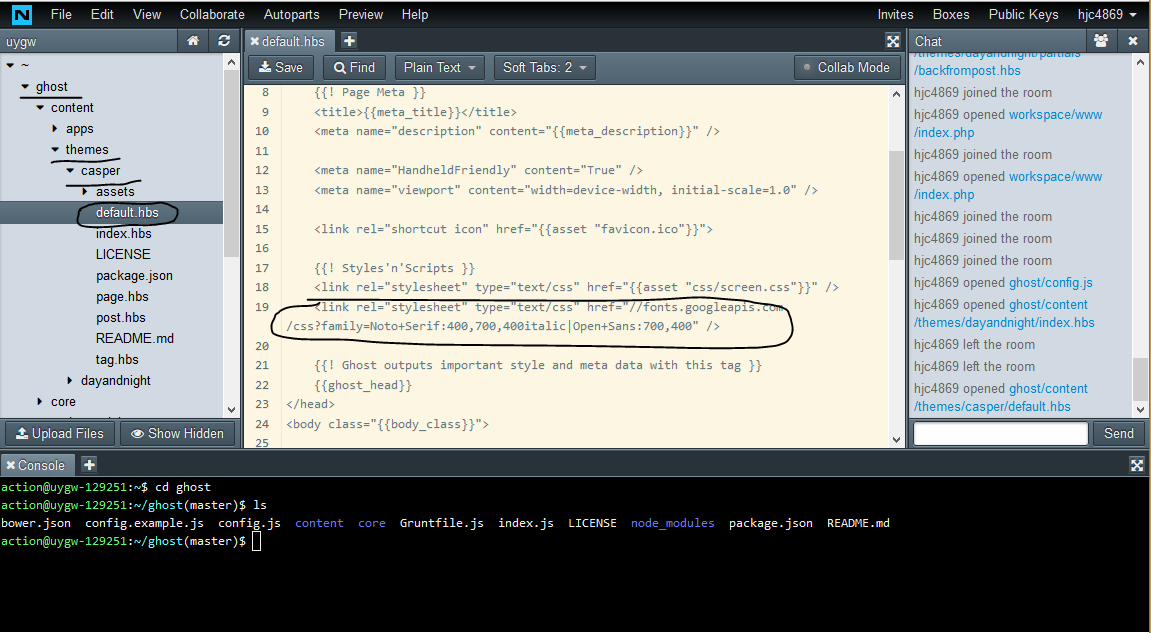 N File Edit View Collaborate Autoparts Preview Help Invites Boxes Public Keys hjc4869
uygw
~
ghost
content
apps
themes
casper
assets
default.hbs
index.hbs
LICENSE
package.json
page.hbs
post.hbs
README.md
tag.hbs
dayandnight
core
Upload Files Show Hidden
default.hbs
Save Find Plain Text Soft Tabs: 2 Collab Mode
8 {{! Page Meta }}
9 <title>{{meta_title}}</title>
10 <meta name="description" content="{{meta_description}}" />
11
12 <meta name="HandheldFriendly" content="True" />
13 <meta name="viewport" content="width=device-width, initial-scale=1.0" />
14
15 <link rel="shortcut icon" href="{{asset "favicon.ico"}}">
16
17 {{! Styles'n'Scripts }}
18 <link rel="stylesheet" type="text/css" href="{{asset "css/screen.css"}}" />
19 <link rel="stylesheet" type="text/css" href="//fonts.googleapis.com
/css?family=Noto+Serif:400,700,400italic|Open+Sans:700,400" />
20
21 {{! Ghost outputs important style and meta data with this tag }}
22 {{ghost_head}}
23 </head>
24 <body class="{{body_class}}">
25
Chat
/themes/dayandnight/partials
/backfrompost.hbs
hjc4869 joined the room
hjc4869 opened workspace/www
/index.php
hjc4869 joined the room
hjc4869 opened workspace/www
/index.php
hjc4869 joined the room
hjc4869 joined the room
hjc4869 joined the room
hjc4869 opened ghost/config.js
hjc4869 opened ghost/content
/themes/dayandnight/index.hbs
hjc4869 left the room
hjc4869 left the room
hjc4869 opened ghost/content
/themes/casper/default.hbs
Send
Console
action@uygw-129251:~$ cd ghost
action@uygw-129251:~/ghost(master)$ ls
bower.json config.example.js config.js content core Gruntfile.js index.js LICENSE node_modules package.json README.md
action@uygw-129251:~/ghost(master)$